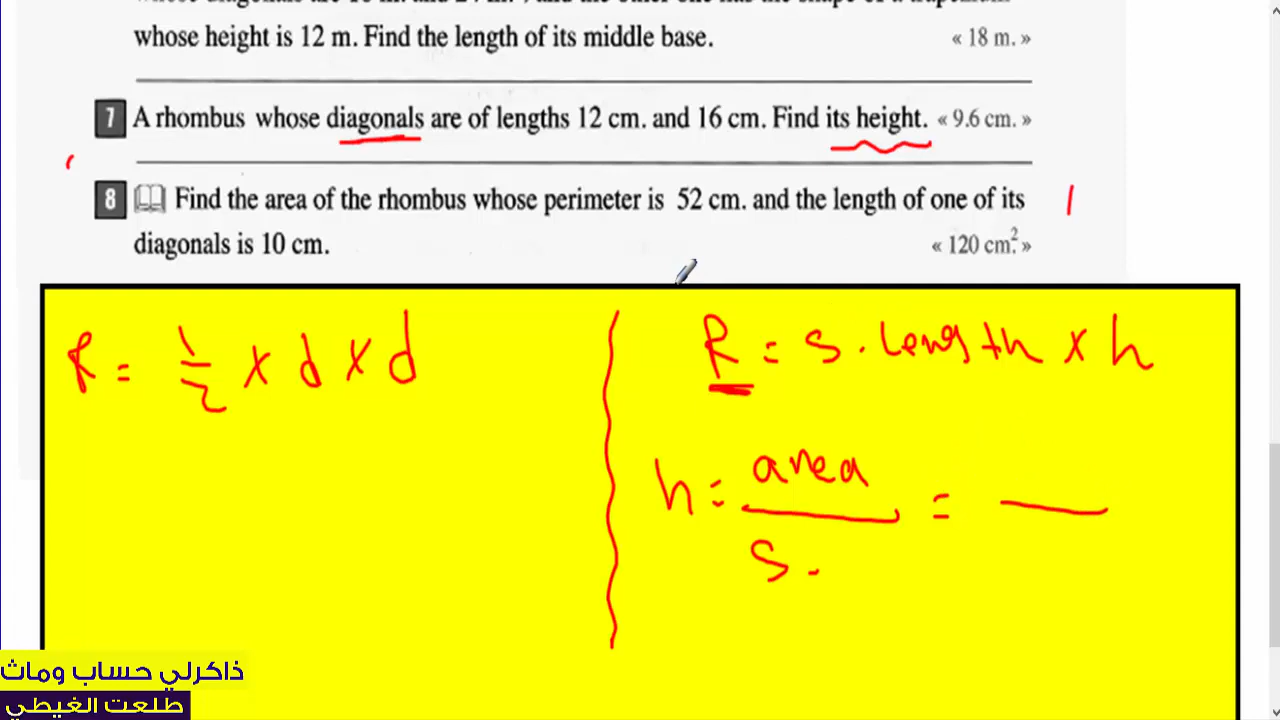 whose height is 12 m. Find the length of its middle base. « 18 m. »
7 A rhombus whose diagonals are of lengths 12 cm. and 16 cm. Find its height. « 9.6 cm. »
8 Find the area of the rhombus whose perimeter is 52 cm. and the length of one of its
diagonals is 10 cm. « 120 cm². »
R = 1/2 x d x d
R = s. length x h
h = area / s. =
ذاكرلي حساب وماث
طلعت الغيطي